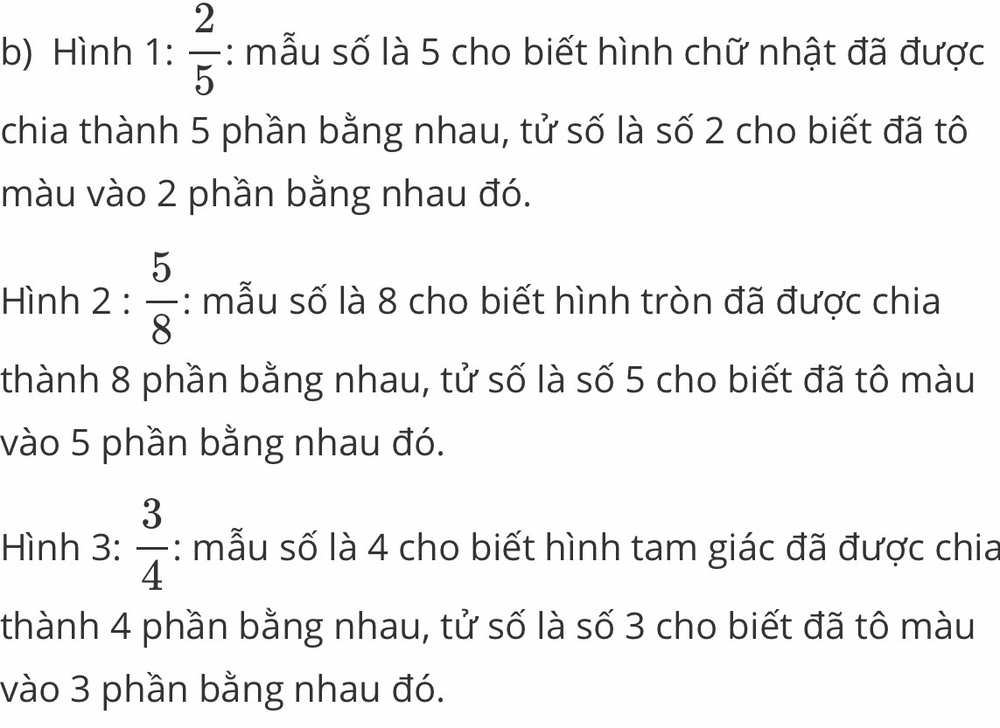 b) Hình 1: 2/5: mẫu số là 5 cho biết hình chữ nhật đã được
chia thành 5 phần bằng nhau, tử số là số 2 cho biết đã tô
màu vào 2 phần bằng nhau đó.
Hình 2 : 5/8: mẫu số là 8 cho biết hình tròn đã được chia
thành 8 phần bằng nhau, tử số là số 5 cho biết đã tô màu
vào 5 phần bằng nhau đó.
Hình 3: 3/4: mẫu số là 4 cho biết hình tam giác đã được chia
thành 4 phần bằng nhau, tử số là số 3 cho biết đã tô màu
vào 3 phần bằng nhau đó.